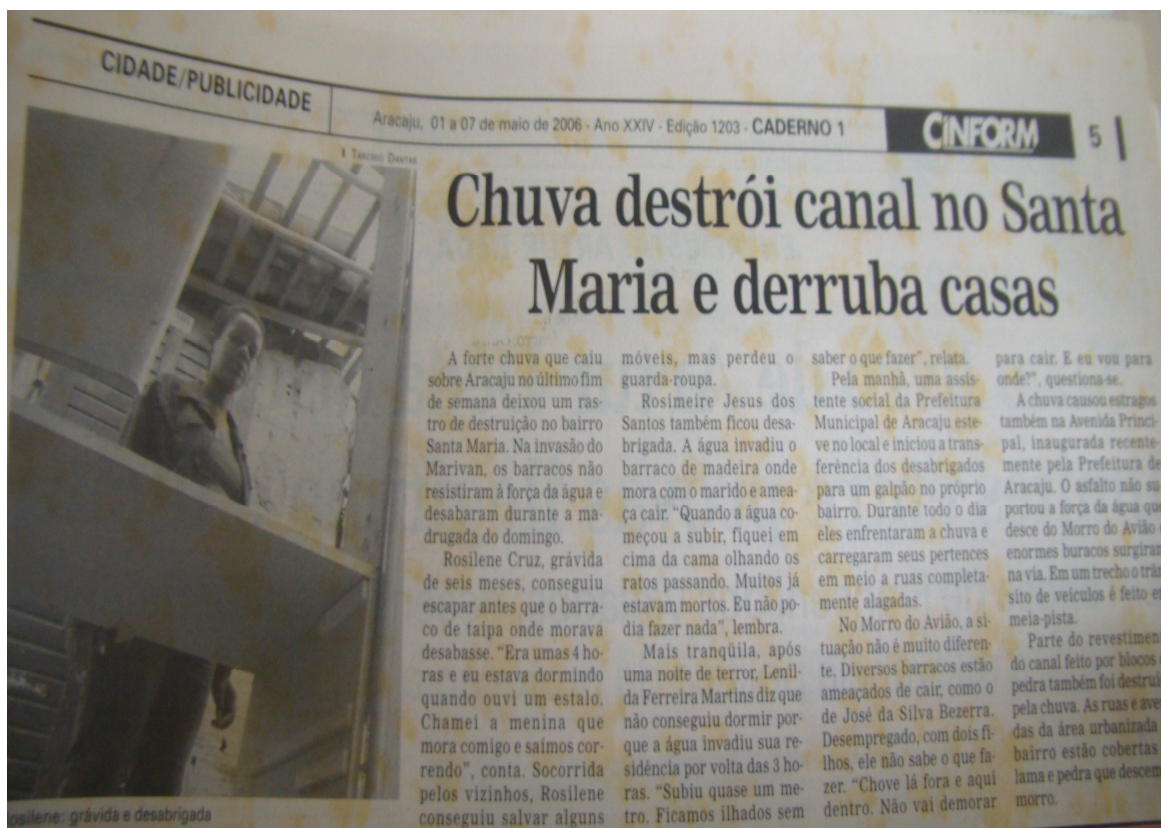 CIDADE/PUBLICIDADE
Aracaju, 01 a 07 de maio de 2006 - Ano XXIV - Edição 1203 - CADERNO 1
CINFORM
5
TARCISIO DANTAS
Chuva destrói canal no Santa
Maria e derruba casas
A forte chuva que caiu
sobre Aracaju no último fim
de semana deixou um ras-
tro de destruição no bairro
Santa Maria. Na invasão do
Marivan, os barracos não
resistiram à força da água e
desabaram durante a ma-
drugada do domingo.
Rosilene Cruz, grávida
de seis meses, conseguiu
escapar antes que o barra-
co de taipa onde morava
desabasse. “Era umas 4 ho-
ras e eu estava dormindo
quando ouvi um estalo.
Chamei a menina que
mora comigo e saímos cor-
rendo”, conta. Socorrida
pelos vizinhos, Rosilene
conseguiu salvar alguns
móveis, mas perdeu o
guarda-roupa.
Rosimeire Jesus dos
Santos também ficou desa-
brigada. A água invadiu o
barraco de madeira onde
mora com o marido e amea-
ça cair. “Quando a água co-
meçou a subir, fiquei em
cima da cama olhando os
ratos passando. Muitos já
estavam mortos. Eu não po-
dia fazer nada”, lembra.
Mais tranqüila, após
uma noite de terror, Lenil-
da Ferreira Martins diz que
não conseguiu dormir por-
que a água invadiu sua re-
sidência por volta das 3 ho-
ras. “Subiu quase um me-
tro. Ficamos ilhados sem
saber o que fazer”, relata.
Pela manhã, uma assis-
tente social da Prefeitura
Municipal de Aracaju este-
ve no local e iniciou a trans-
ferência dos desabrigados
para um galpão no próprio
bairro. Durante todo o dia
eles enfrentaram a chuva e
carregaram seus pertences
em meio a ruas completa-
mente alagadas.
No Morro do Avião, a si-
tuação não é muito diferen-
te. Diversos barracos estão
ameaçados de cair, como o
de José da Silva Bezerra.
Desempregado, com dois fi-
lhos, ele não sabe o que fa-
zer. “Chove lá fora e aqui
dentro. Não vai demorar
para cair. E eu vou para
onde?”, questiona-se.
A chuva causou estragos
também na Avenida Princi-
pal, inaugurada recente-
mente pela Prefeitura de
Aracaju. O asfalto não su-
portou a força da água que
desce do Morro do Avião e
enormes buracos surgiram
na via. Em um trecho o trân-
sito de veículos é feito em
meia-pista.
Parte do revestimen
do canal feito por blocos
pedra também foi destruí
pela chuva. As ruas e ave
das da área urbanizada
bairro estão cobertas
lama e pedra que descem
morro.
osilene: grávida e desabrigada